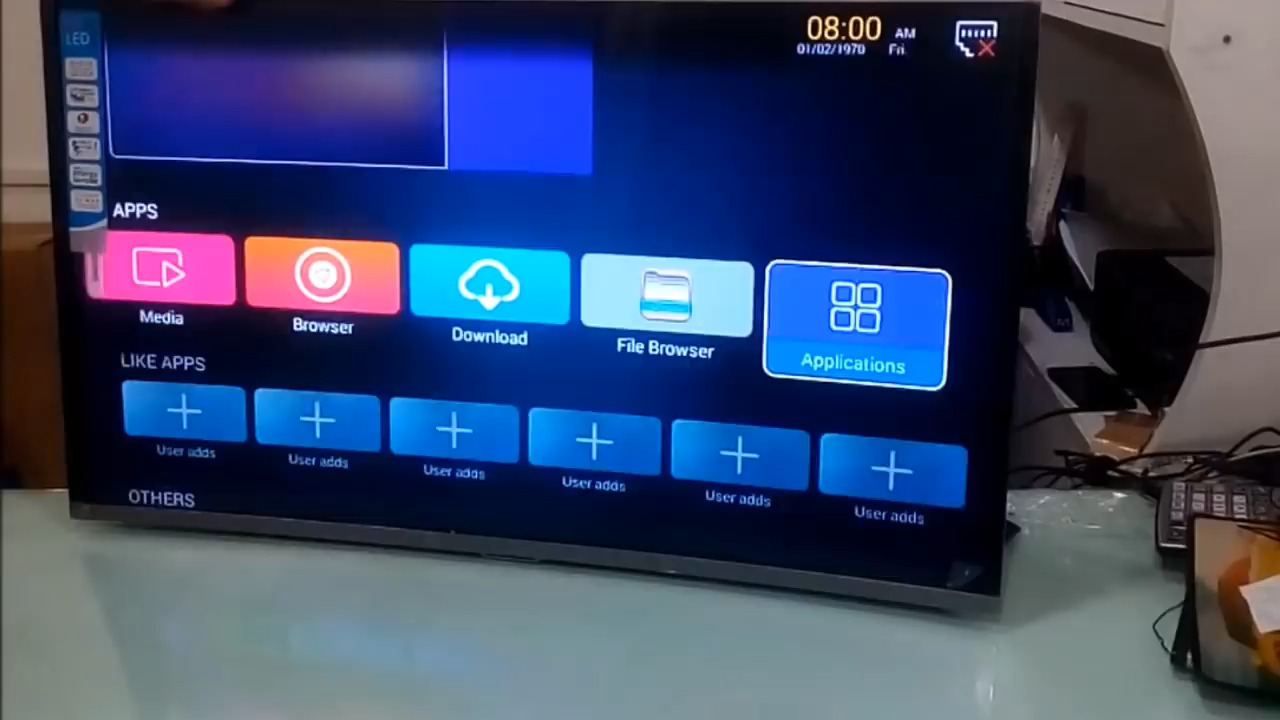 LED
08:00 AM
01/02/1970 Fri.
APPS
Media
Browser
Download
File Browser
Applications
LIKE APPS
User adds
User adds
User adds
User adds
User adds
User adds
OTHERS